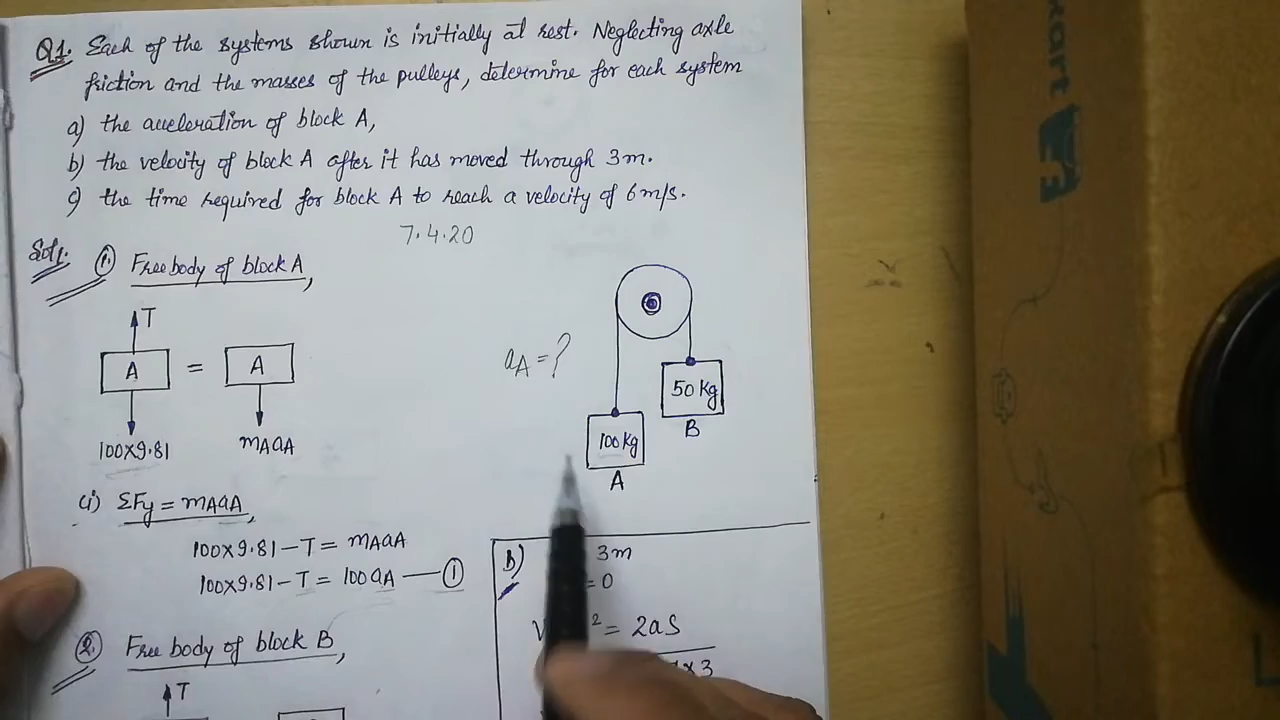 Q1. Each of the systems shown is initially at rest. Neglecting axle
friction and the masses of the pulleys, determine for each system
a) the acceleration of block A,
b) the velocity of block A after it has moved through 3m.
c) the time required for block A to reach a velocity of 6m/s.
7.4.20
Sol1.
① Free body of block A,
T
A = A
100×9.81
mAaA
aA = ?
50 Kg
B
100 Kg
A
(i) ΣFy = mAaA,
100×9.81 − T = mAaA
100×9.81 − T = 100aA — ①
② Free body of block B,
T
B) 3m
= 0
² = 2aS
×3